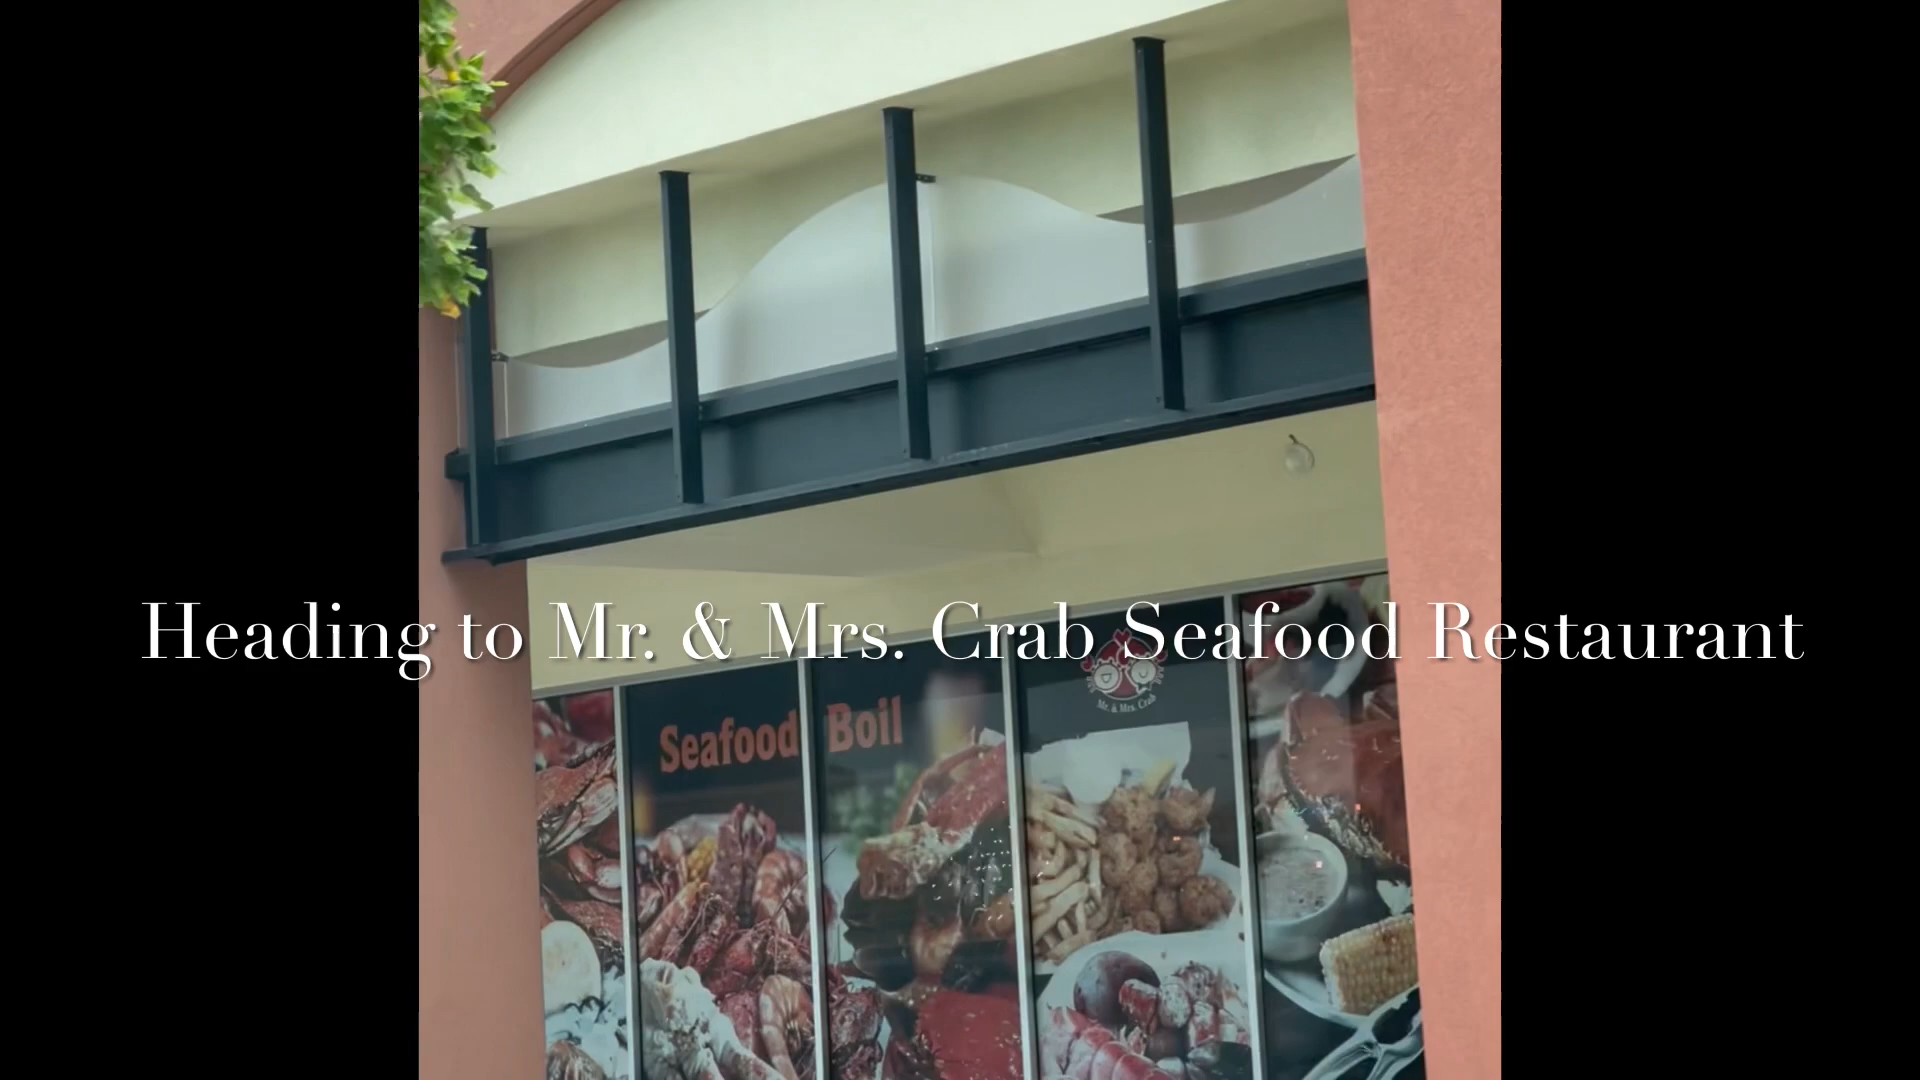 Heading to Mr. & Mrs. Crab Seafood Restaurant
Seafood Boil
Mr. & Mrs. Crab